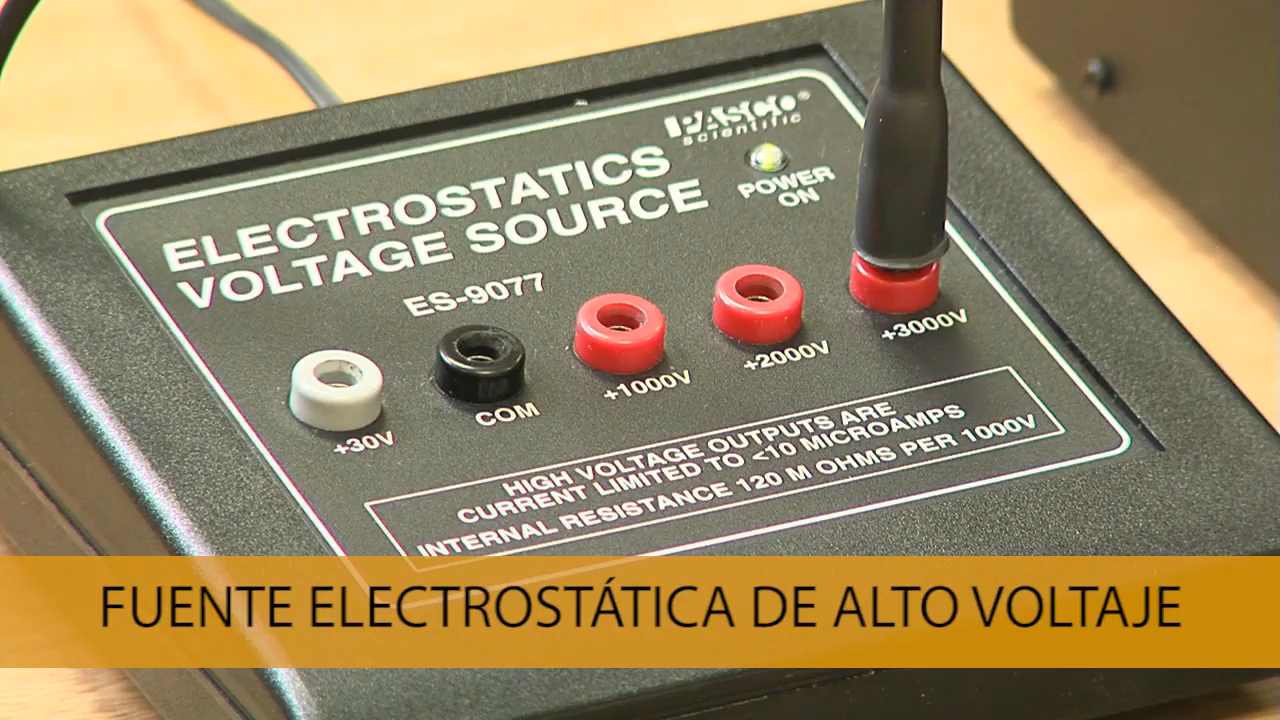 PASCO®
scientific
ELECTROSTATICS
VOLTAGE SOURCE
POWER
ON
ES-9077
+30V
COM
+1000V
+2000V
+3000V
HIGH VOLTAGE OUTPUTS ARE
CURRENT LIMITED TO <10 MICROAMPS
INTERNAL RESISTANCE 120 M OHMS PER 1000V
FUENTE ELECTROSTÁTICA DE ALTO VOLTAJE